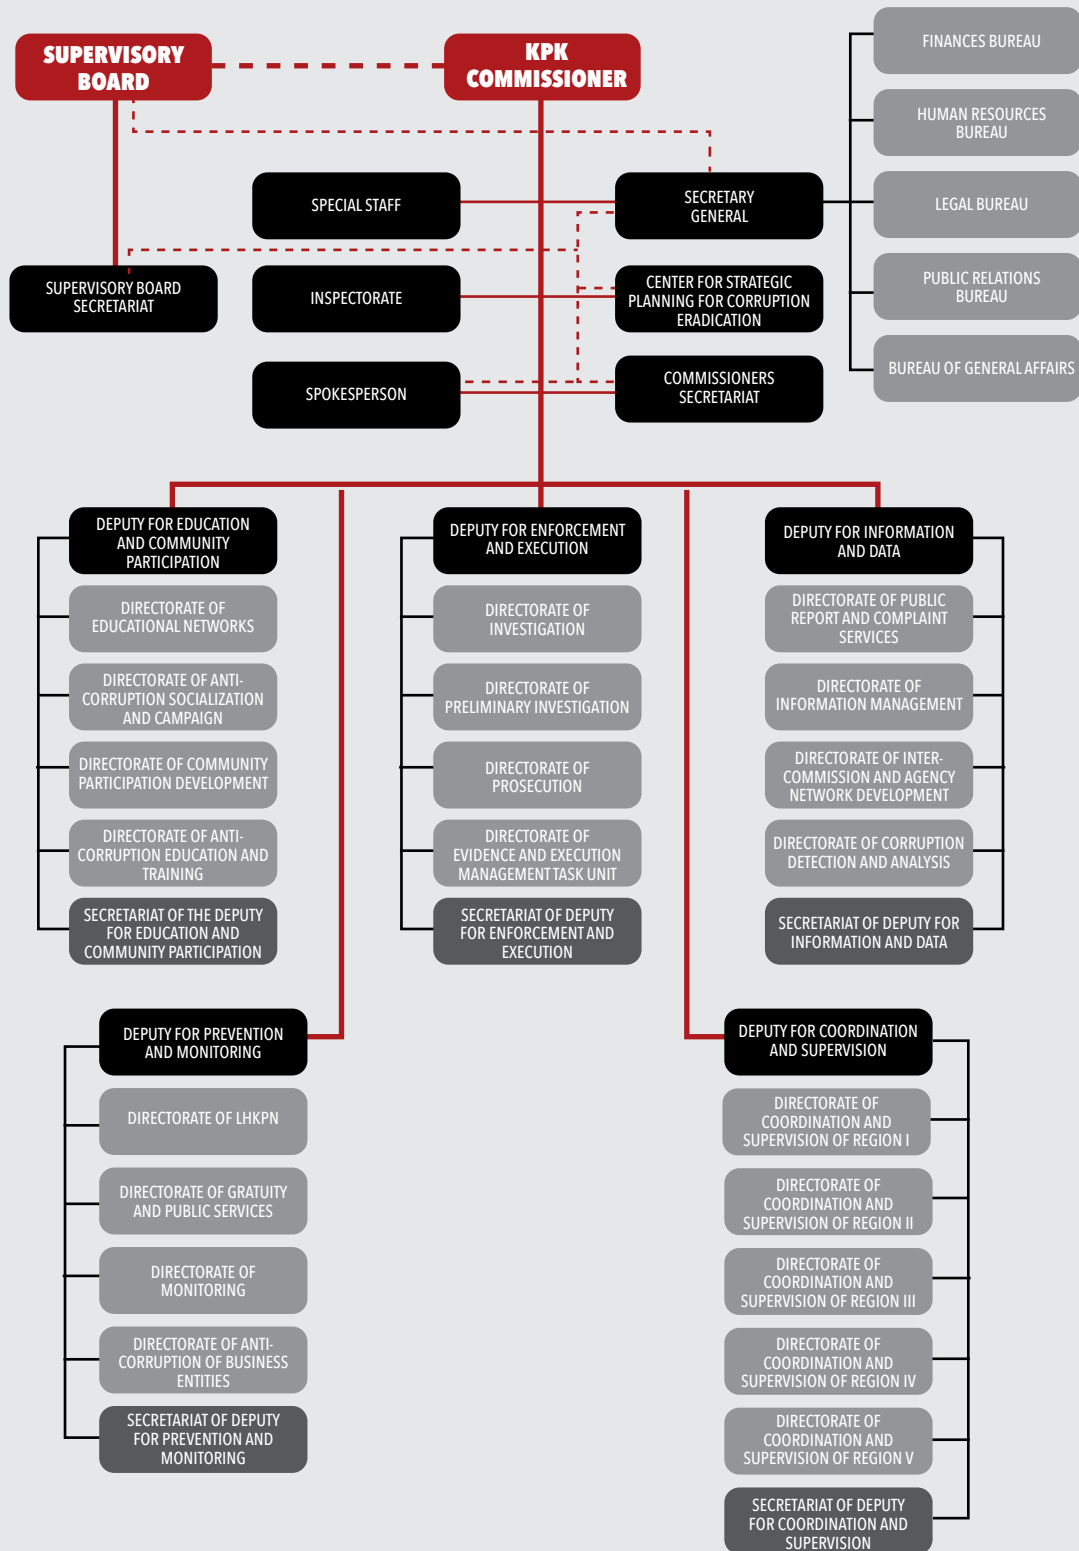 SUPERVISORY
BOARD
KPK
COMMISSIONER
FINANCES BUREAU
HUMAN RESOURCES
BUREAU
LEGAL BUREAU
PUBLIC RELATIONS
BUREAU
BUREAU OF GENERAL AFFAIRS
SPECIAL STAFF
SECRETARY
GENERAL
SUPERVISORY BOARD
SECRETARIAT
INSPECTORATE
CENTER FOR STRATEGIC
PLANNING FOR CORRUPTION
ERADICATION
SPOKESPERSON
COMMISSIONERS
SECRETARIAT
DEPUTY FOR EDUCATION
AND COMMUNITY
PARTICIPATION
DIRECTORATE OF
EDUCATIONAL NETWORKS
DIRECTORATE OF ANTI-
CORRUPTION SOCIALIZATION
AND CAMPAIGN
DIRECTORATE OF COMMUNITY
PARTICIPATION DEVELOPMENT
DIRECTORATE OF ANTI-
CORRUPTION EDUCATION AND
TRAINING
SECRETARIAT OF THE DEPUTY
FOR EDUCATION AND
COMMUNITY PARTICIPATION
DEPUTY FOR ENFORCEMENT
AND EXECUTION
DIRECTORATE OF
INVESTIGATION
DIRECTORATE OF
PRELIMINARY INVESTIGATION
DIRECTORATE OF
PROSECUTION
DIRECTORATE OF
EVIDENCE AND EXECUTION
MANAGEMENT TASK UNIT
SECRETARIAT OF DEPUTY
FOR ENFORCEMENT AND
EXECUTION
DEPUTY FOR INFORMATION
AND DATA
DIRECTORATE OF PUBLIC
REPORT AND COMPLAINT
SERVICES
DIRECTORATE OF
INFORMATION MANAGEMENT
DIRECTORATE OF INTER-
COMMISSION AND AGENCY
NETWORK DEVELOPMENT
DIRECTORATE OF CORRUPTION
DETECTION AND ANALYSIS
SECRETARIAT OF DEPUTY FOR
INFORMATION AND DATA
DEPUTY FOR PREVENTION
AND MONITORING
DIRECTORATE OF LHKPN
DIRECTORATE OF GRATUITY
AND PUBLIC SERVICES
DIRECTORATE OF
MONITORING
DIRECTORATE OF ANTI-
CORRUPTION OF BUSINESS
ENTITIES
SECRETARIAT OF DEPUTY
FOR PREVENTION AND
MONITORING
DEPUTY FOR COORDINATION
AND SUPERVISION
DIRECTORATE OF
COORDINATION AND
SUPERVISION OF REGION I
DIRECTORATE OF
COORDINATION AND
SUPERVISION OF REGION II
DIRECTORATE OF
COORDINATION AND
SUPERVISION OF REGION III
DIRECTORATE OF
COORDINATION AND
SUPERVISION OF REGION IV
DIRECTORATE OF
COORDINATION AND
SUPERVISION OF REGION V
SECRETARIAT OF DEPUTY
FOR COORDINATION AND
SUPERVISION